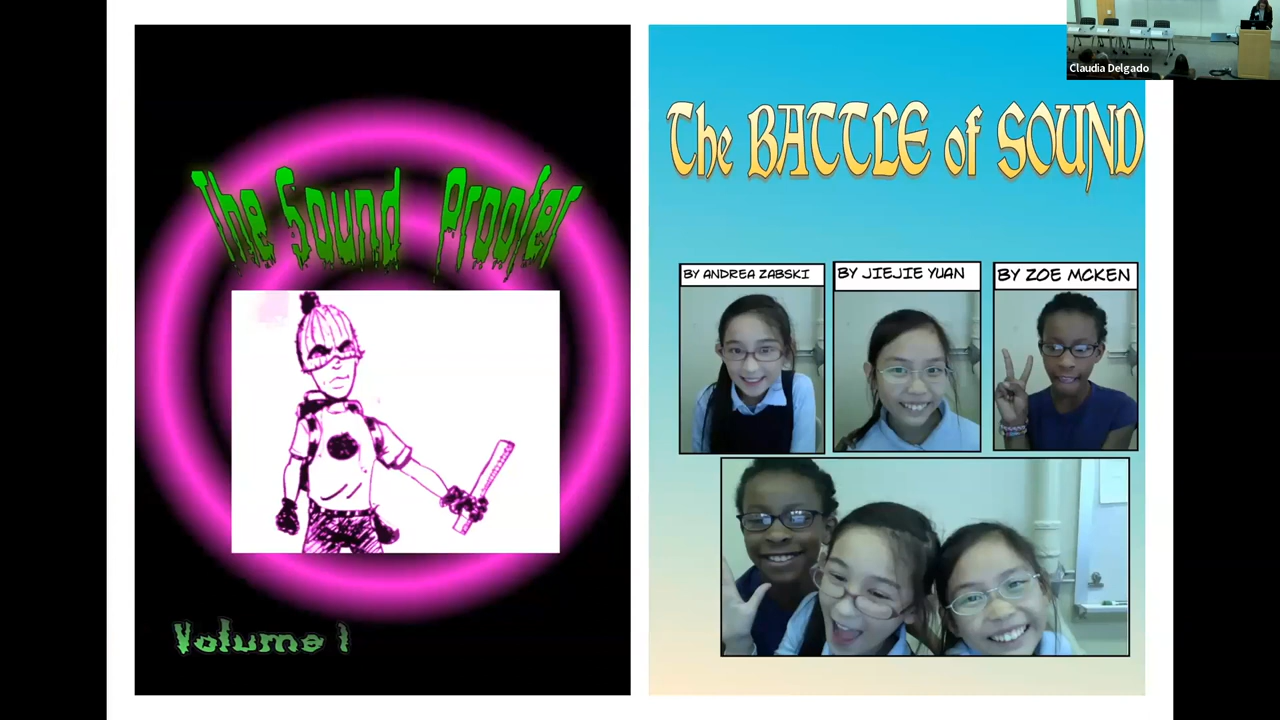 Claudia Delgado
The Sound Proofer
Volume 1
The BATTLE of SOUND
BY ANDREA ZABSKI
BY JIEJIE YUAN
BY ZOE MCKEN